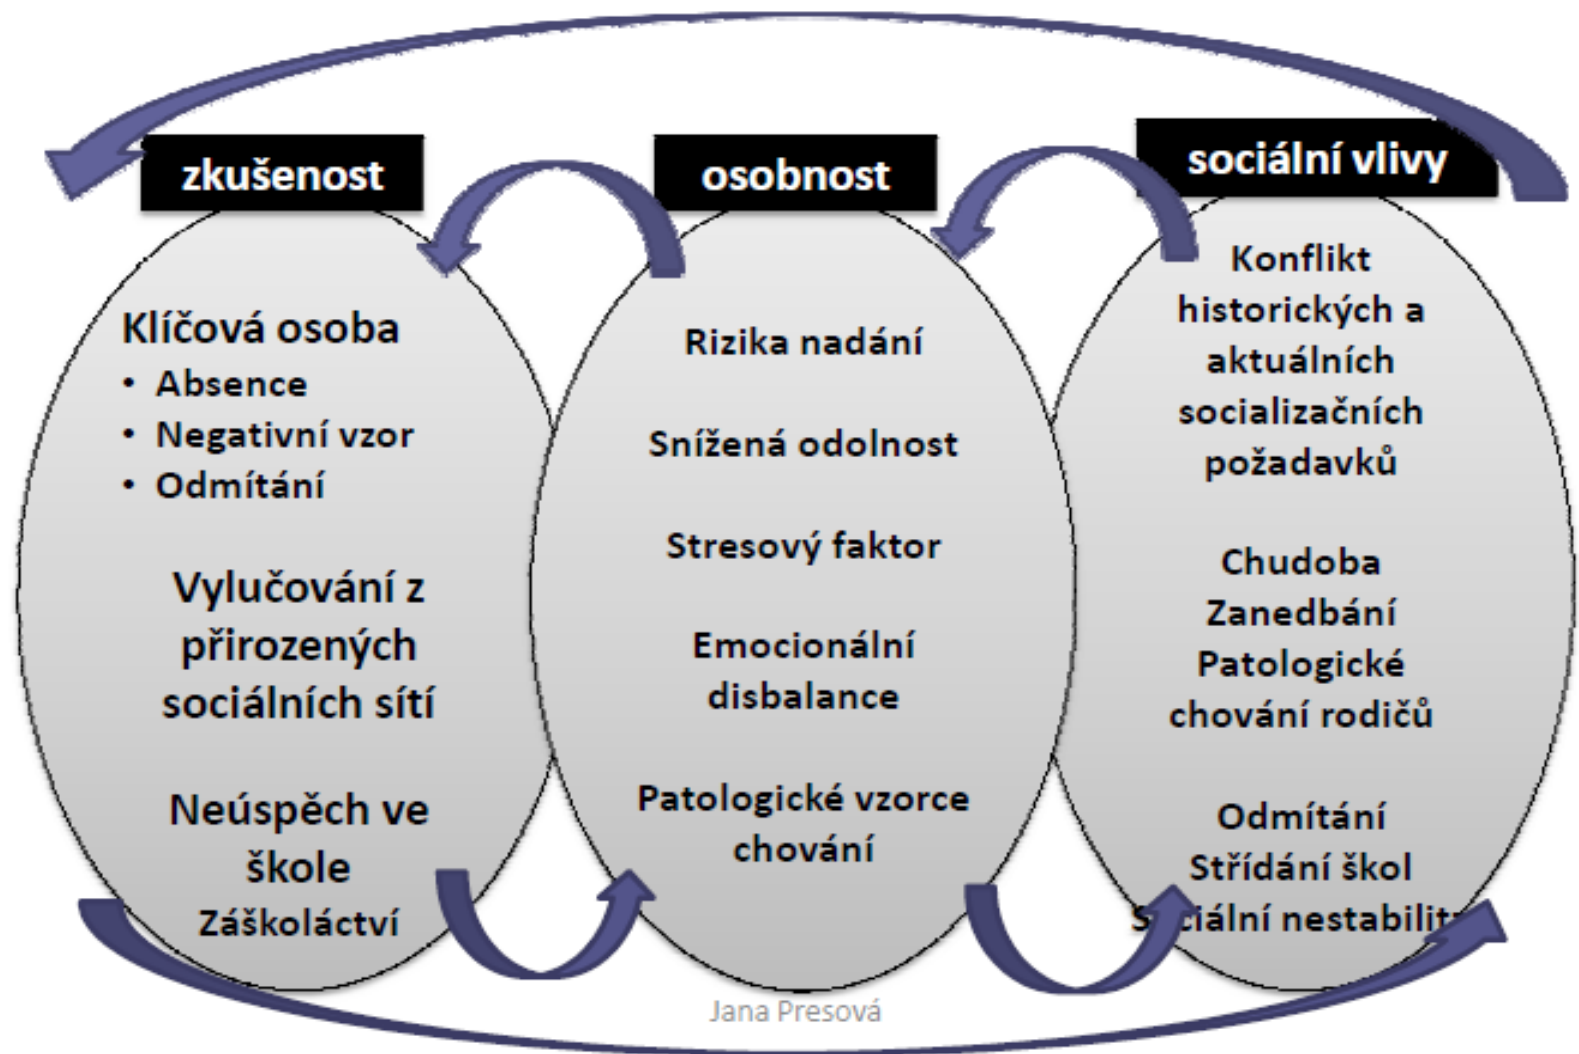 zkušenost
Klíčová osoba
• Absence
• Negativní vzor
• Odmítání
Vylučování z
přirozených
sociálních sítí
Neúspěch ve
škole
Záškoláctví
osobnost
Rizika nadání
Snížená odolnost
Stresový faktor
Emocionální
disbalance
Patologické vzorce
chování
sociální vlivy
Konflikt
historických a
aktuálních
socializačních
požadavků
Chudoba
Zanedbání
Patologické
chování rodičů
Odmítání
Střídání škol
Sociální nestabilita
Jana Presová